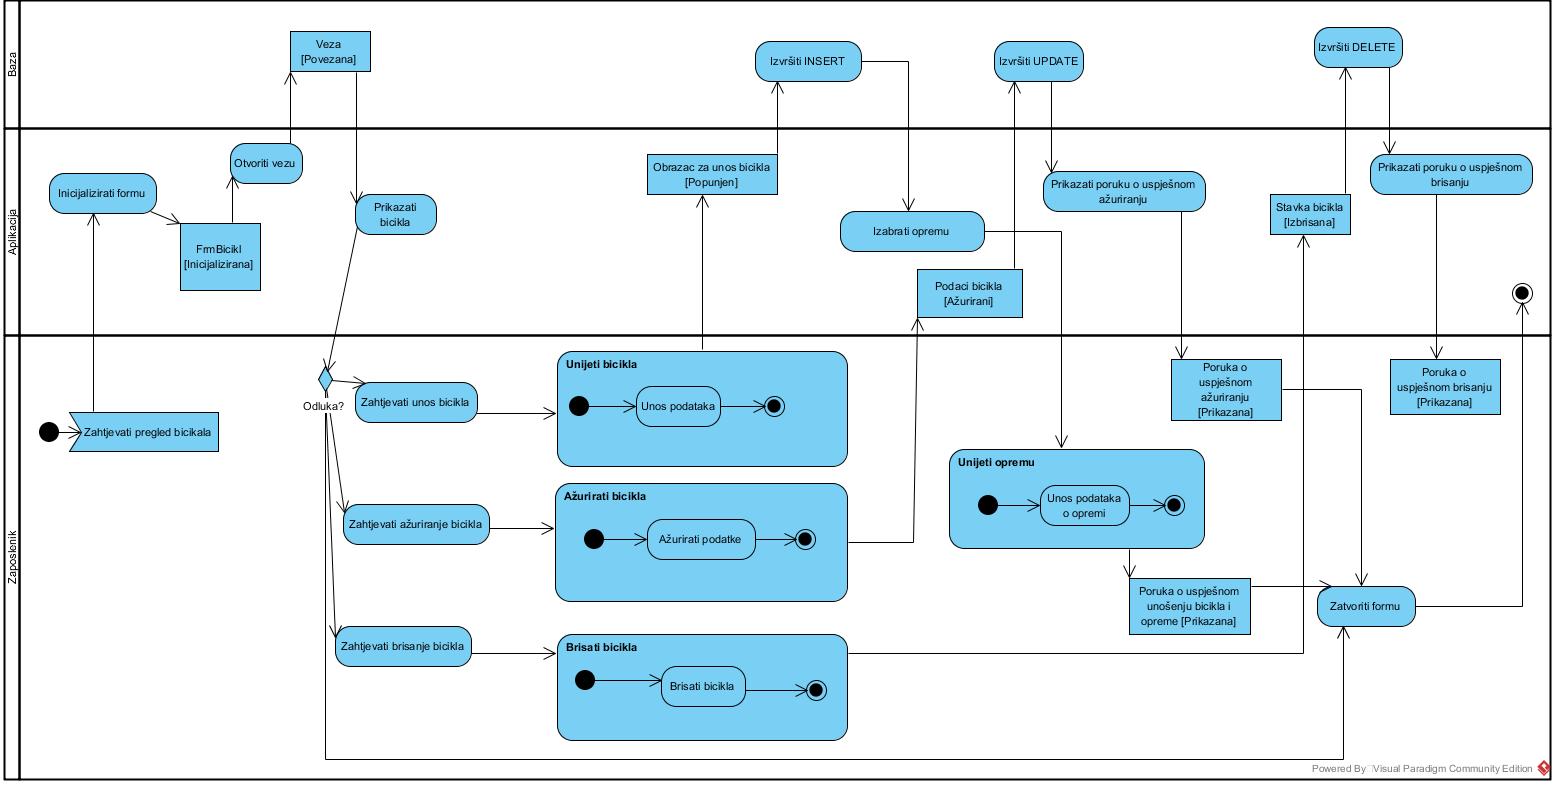 Baza
Veza
[Povezana]
Izvršiti INSERT
Izvršiti UPDATE
Izvršiti DELETE
Aplikacija
Inicijalizirati formu
Otvoriti vezu
FrmBicikl
[Inicijalizirana]
Prikazati
bicikla
Obrazac za unos bicikla
[Popunjen]
Izabrati opremu
Podaci bicikla
[Ažurirani]
Prikazati poruku o uspješnom
ažuriranju
Stavka bicikla
[Izbrisana]
Prikazati poruku o uspješnom
brisanju
Zaposlenik
Zahtjevati pregled bicikala
Odluka?
Zahtjevati unos bicikla
Unijeti bicikla
Unos podataka
Zahtjevati ažuriranje bicikla
Ažurirati bicikla
Ažurirati podatke
Zahtjevati brisanje bicikla
Brisati bicikla
Brisati bicikla
Unijeti opremu
Unos podataka
o opremi
Poruka o
uspješnom
ažuriranju
[Prikazana]
Poruka o
uspješnom brisanju
[Prikazana]
Poruka o uspješnom
unošenju bicikla i
opreme [Prikazana]
Zatvoriti formu
Powered By Visual Paradigm Community Edition